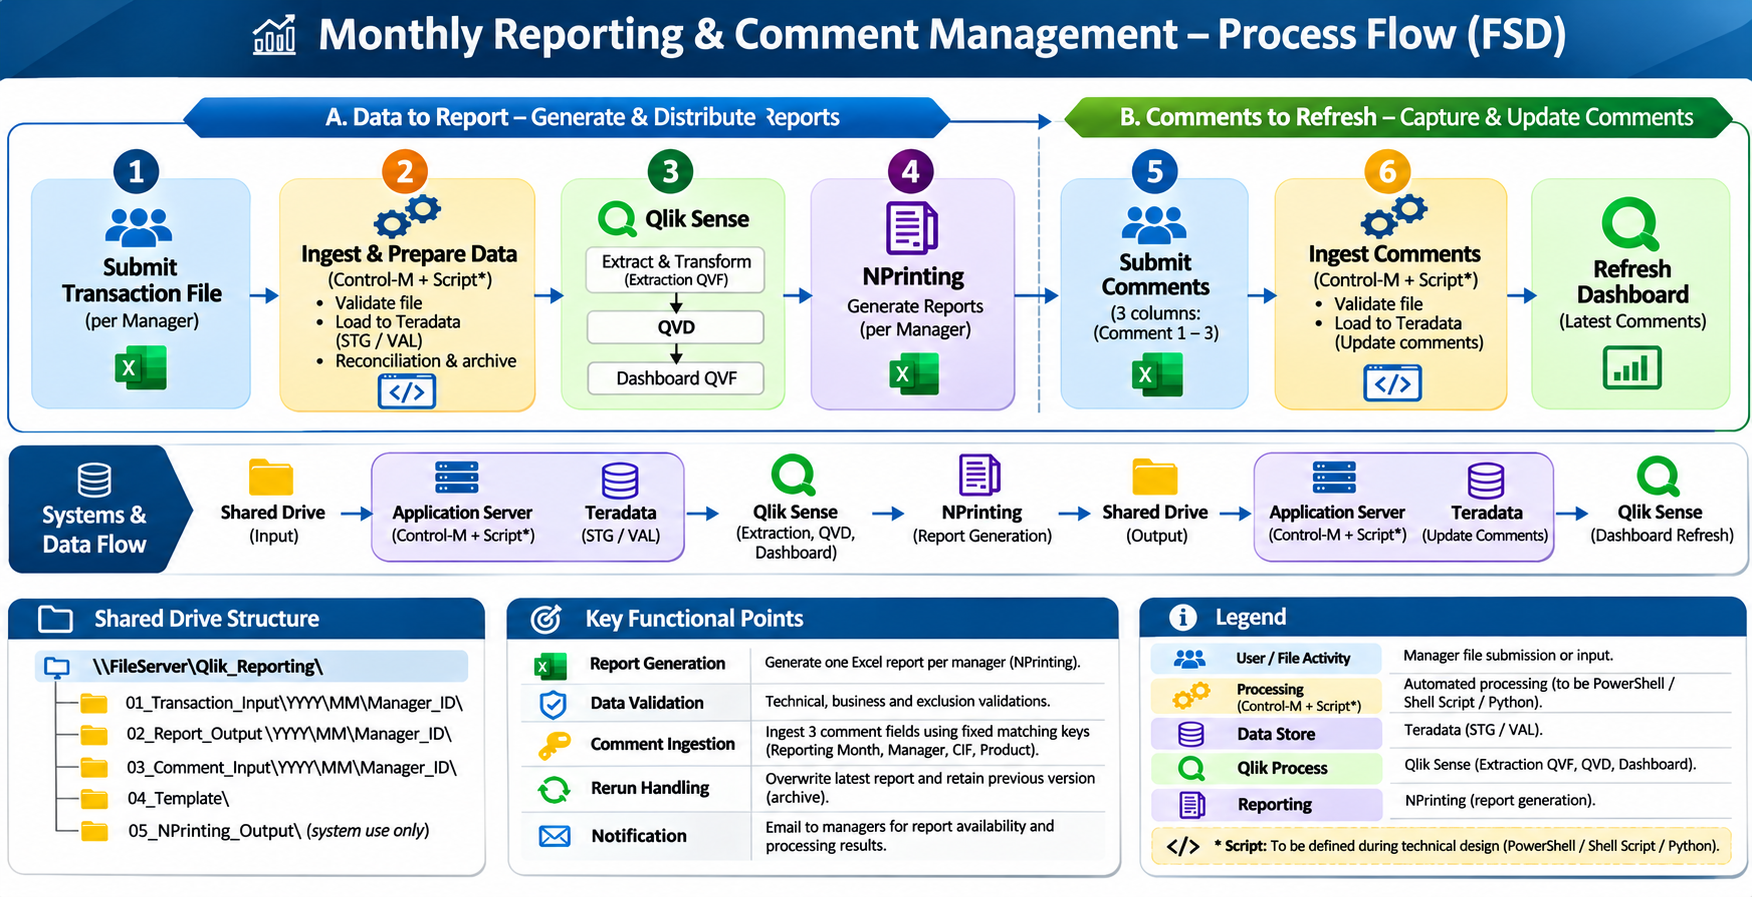 Monthly Reporting & Comment Management – Process Flow (FSD)
A. Data to Report – Generate & Distribute Reports
B. Comments to Refresh – Capture & Update Comments
1
Submit
Transaction File
(per Manager)
X
2
Ingest & Prepare Data
(Control-M + Script*)
• Validate file
• Load to Teradata
(STG / VAL)
• Reconciliation & archive
</>
3
Qlik Sense
Extract & Transform
(Extraction QVF)
QVD
Dashboard QVF
4
NPrinting
Generate Reports
(per Manager)
X
5
Submit
Comments
(3 columns:
(Comment 1 – 3)
X
6
Ingest Comments
(Control-M + Script*)
• Validate file
• Load to Teradata
(Update comments)
</>
Refresh
Dashboard
(Latest Comments)
Systems &
Data Flow
Shared Drive
(Input)
Application Server
(Control-M + Script*)
Teradata
(STG / VAL)
Qlik Sense
(Extraction, QVD,
Dashboard)
NPrinting
(Report Generation)
Shared Drive
(Output)
Application Server
(Control-M + Script*)
Teradata
(Update Comments)
Qlik Sense
(Dashboard Refresh)
Shared Drive Structure
\\FileServer\Qlik_Reporting\
01_Transaction_Input\YYYY\MM\Manager_ID\
02_Report_Output\YYYY\MM\Manager_ID\
03_Comment_Input\YYYY\MM\Manager_ID\
04_Template\
05_NPrinting_Output\ (system use only)
Key Functional Points
X
Report Generation
Generate one Excel report per manager (NPrinting).
Data Validation
Technical, business and exclusion validations.
Comment Ingestion
Ingest 3 comment fields using fixed matching keys
(Reporting Month, Manager, CIF, Product).
Rerun Handling
Overwrite latest report and retain previous version
(archive).
Notification
Email to managers for report availability and
processing results.
i
Legend
User / File Activity
Manager file submission or input.
Processing
(Control-M + Script*)
Automated processing (to be PowerShell /
Shell Script / Python).
Data Store
Teradata (STG / VAL).
Qlik Process
Qlik Sense (Extraction QVF, QVD, Dashboard).
Reporting
NPrinting (report generation).
</> * Script: To be defined during technical design (PowerShell / Shell Script / Python).